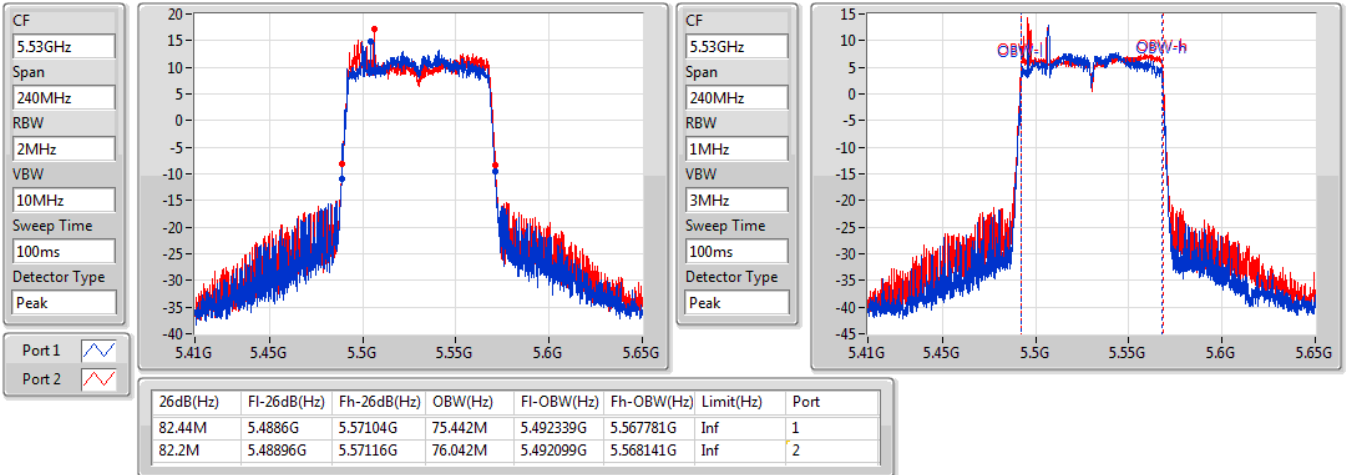 CF
5.53GHz
Span
240MHz
RBW
2MHz
VBW
10MHz
Sweep Time
100ms
Detector Type
Peak
Port 1
Port 2
20
15
10
5
0
-5
-10
-15
-20
-25
-30
-35
-40
5.41G 5.45G 5.5G 5.55G 5.6G 5.65G
CF
5.53GHz
Span
240MHz
RBW
1MHz
VBW
3MHz
Sweep Time
100ms
Detector Type
Peak
15
10
5
0
-5
-10
-15
-20
-25
-30
-35
-40
-45
OBW-l OBW-h
5.41G 5.45G 5.5G 5.55G 5.6G 5.65G
26dB(Hz) Fl-26dB(Hz) Fh-26dB(Hz) OBW(Hz) Fl-OBW(Hz) Fh-OBW(Hz) Limit(Hz) Port
82.44M 5.4886G 5.57104G 75.442M 5.492339G 5.567781G Inf 1
82.2M 5.48896G 5.57116G 76.042M 5.492099G 5.568141G Inf 2